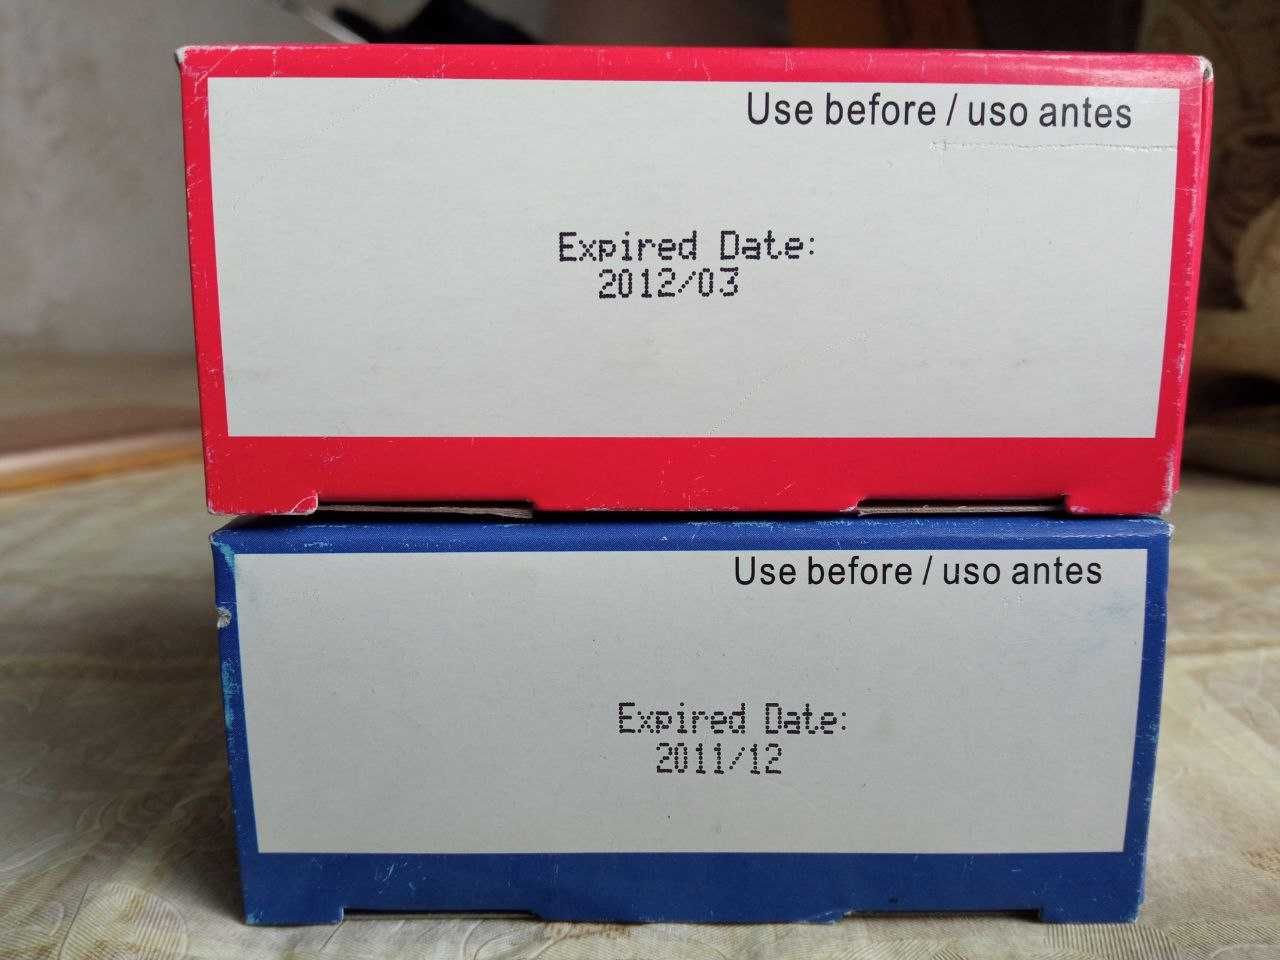 Use before / uso antes
Expired Date:
2012/03
Use before / uso antes
Expired Date:
2011/12